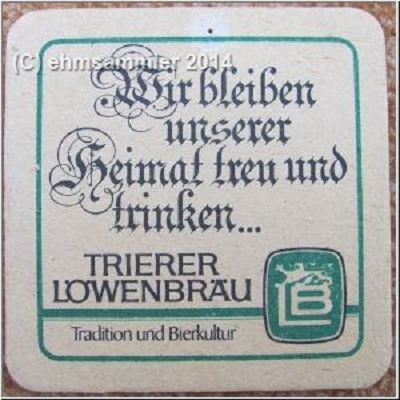 (C) ehmsammler 2014
Wir bleiben
unserer
Heimat treu und
trinken...
TRIERER
LÖWENBRÄU
LB
Tradition und Bierkultur